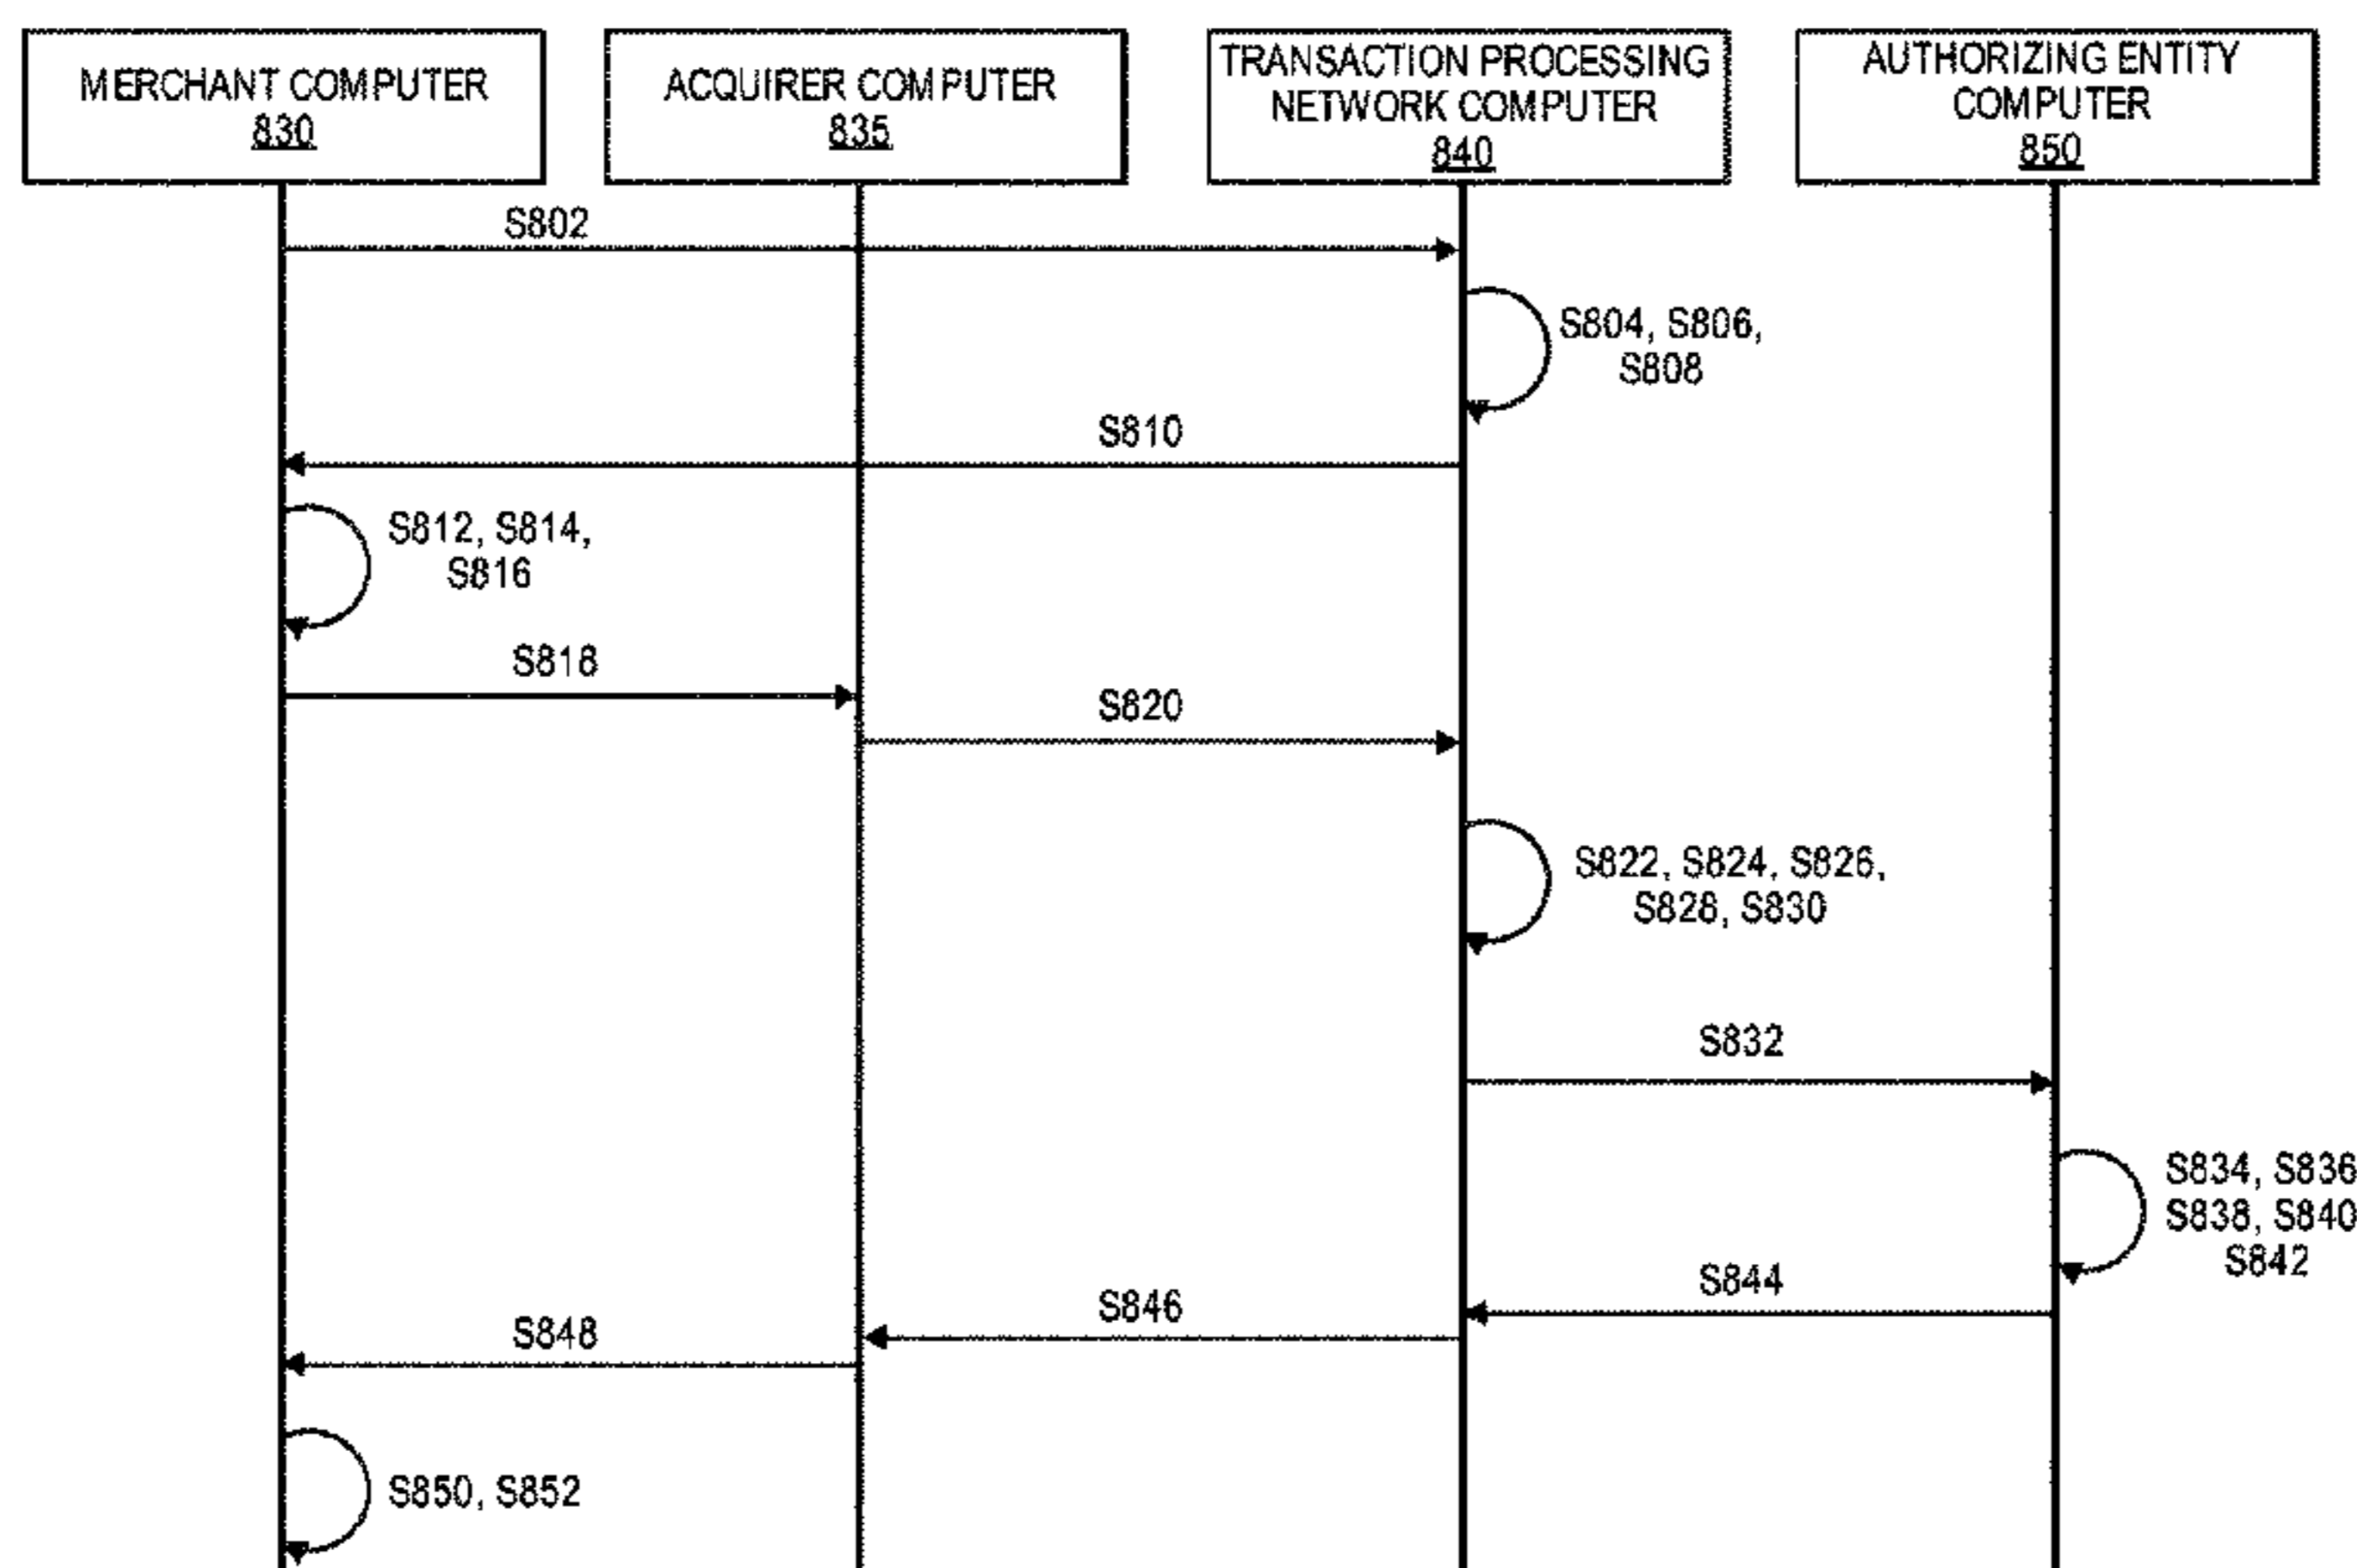 MERCHANT COMPUTER
830
ACQUIRER COMPUTER
835
TRANSACTION PROCESSING
NETWORK COMPUTER
840
AUTHORIZING ENTITY
COMPUTER
850
S802
S804, S806,
S808
S810
S812, S814,
S816
S818
S820
S822, S824, S826,
S828, S830
S832
S834, S836
S838, S840
S842
S844
S846
S848
S850, S852